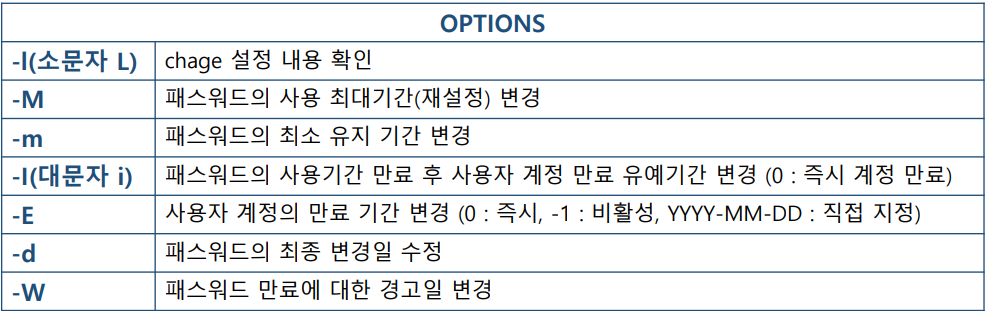 OPTIONS
-l(소문자 L) chage 설정 내용 확인
-M 패스워드의 사용 최대기간(재설정) 변경
-m 패스워드의 최소 유지 기간 변경
-I(대문자 i) 패스워드의 사용기간 만료 후 사용자 계정 만료 유예기간 변경 (0 : 즉시 계정 만료)
-E 사용자 계정의 만료 기간 변경 (0 : 즉시, -1 : 비활성, YYYY-MM-DD : 직접 지정)
-d 패스워드의 최종 변경일 수정
-W 패스워드 만료에 대한 경고일 변경